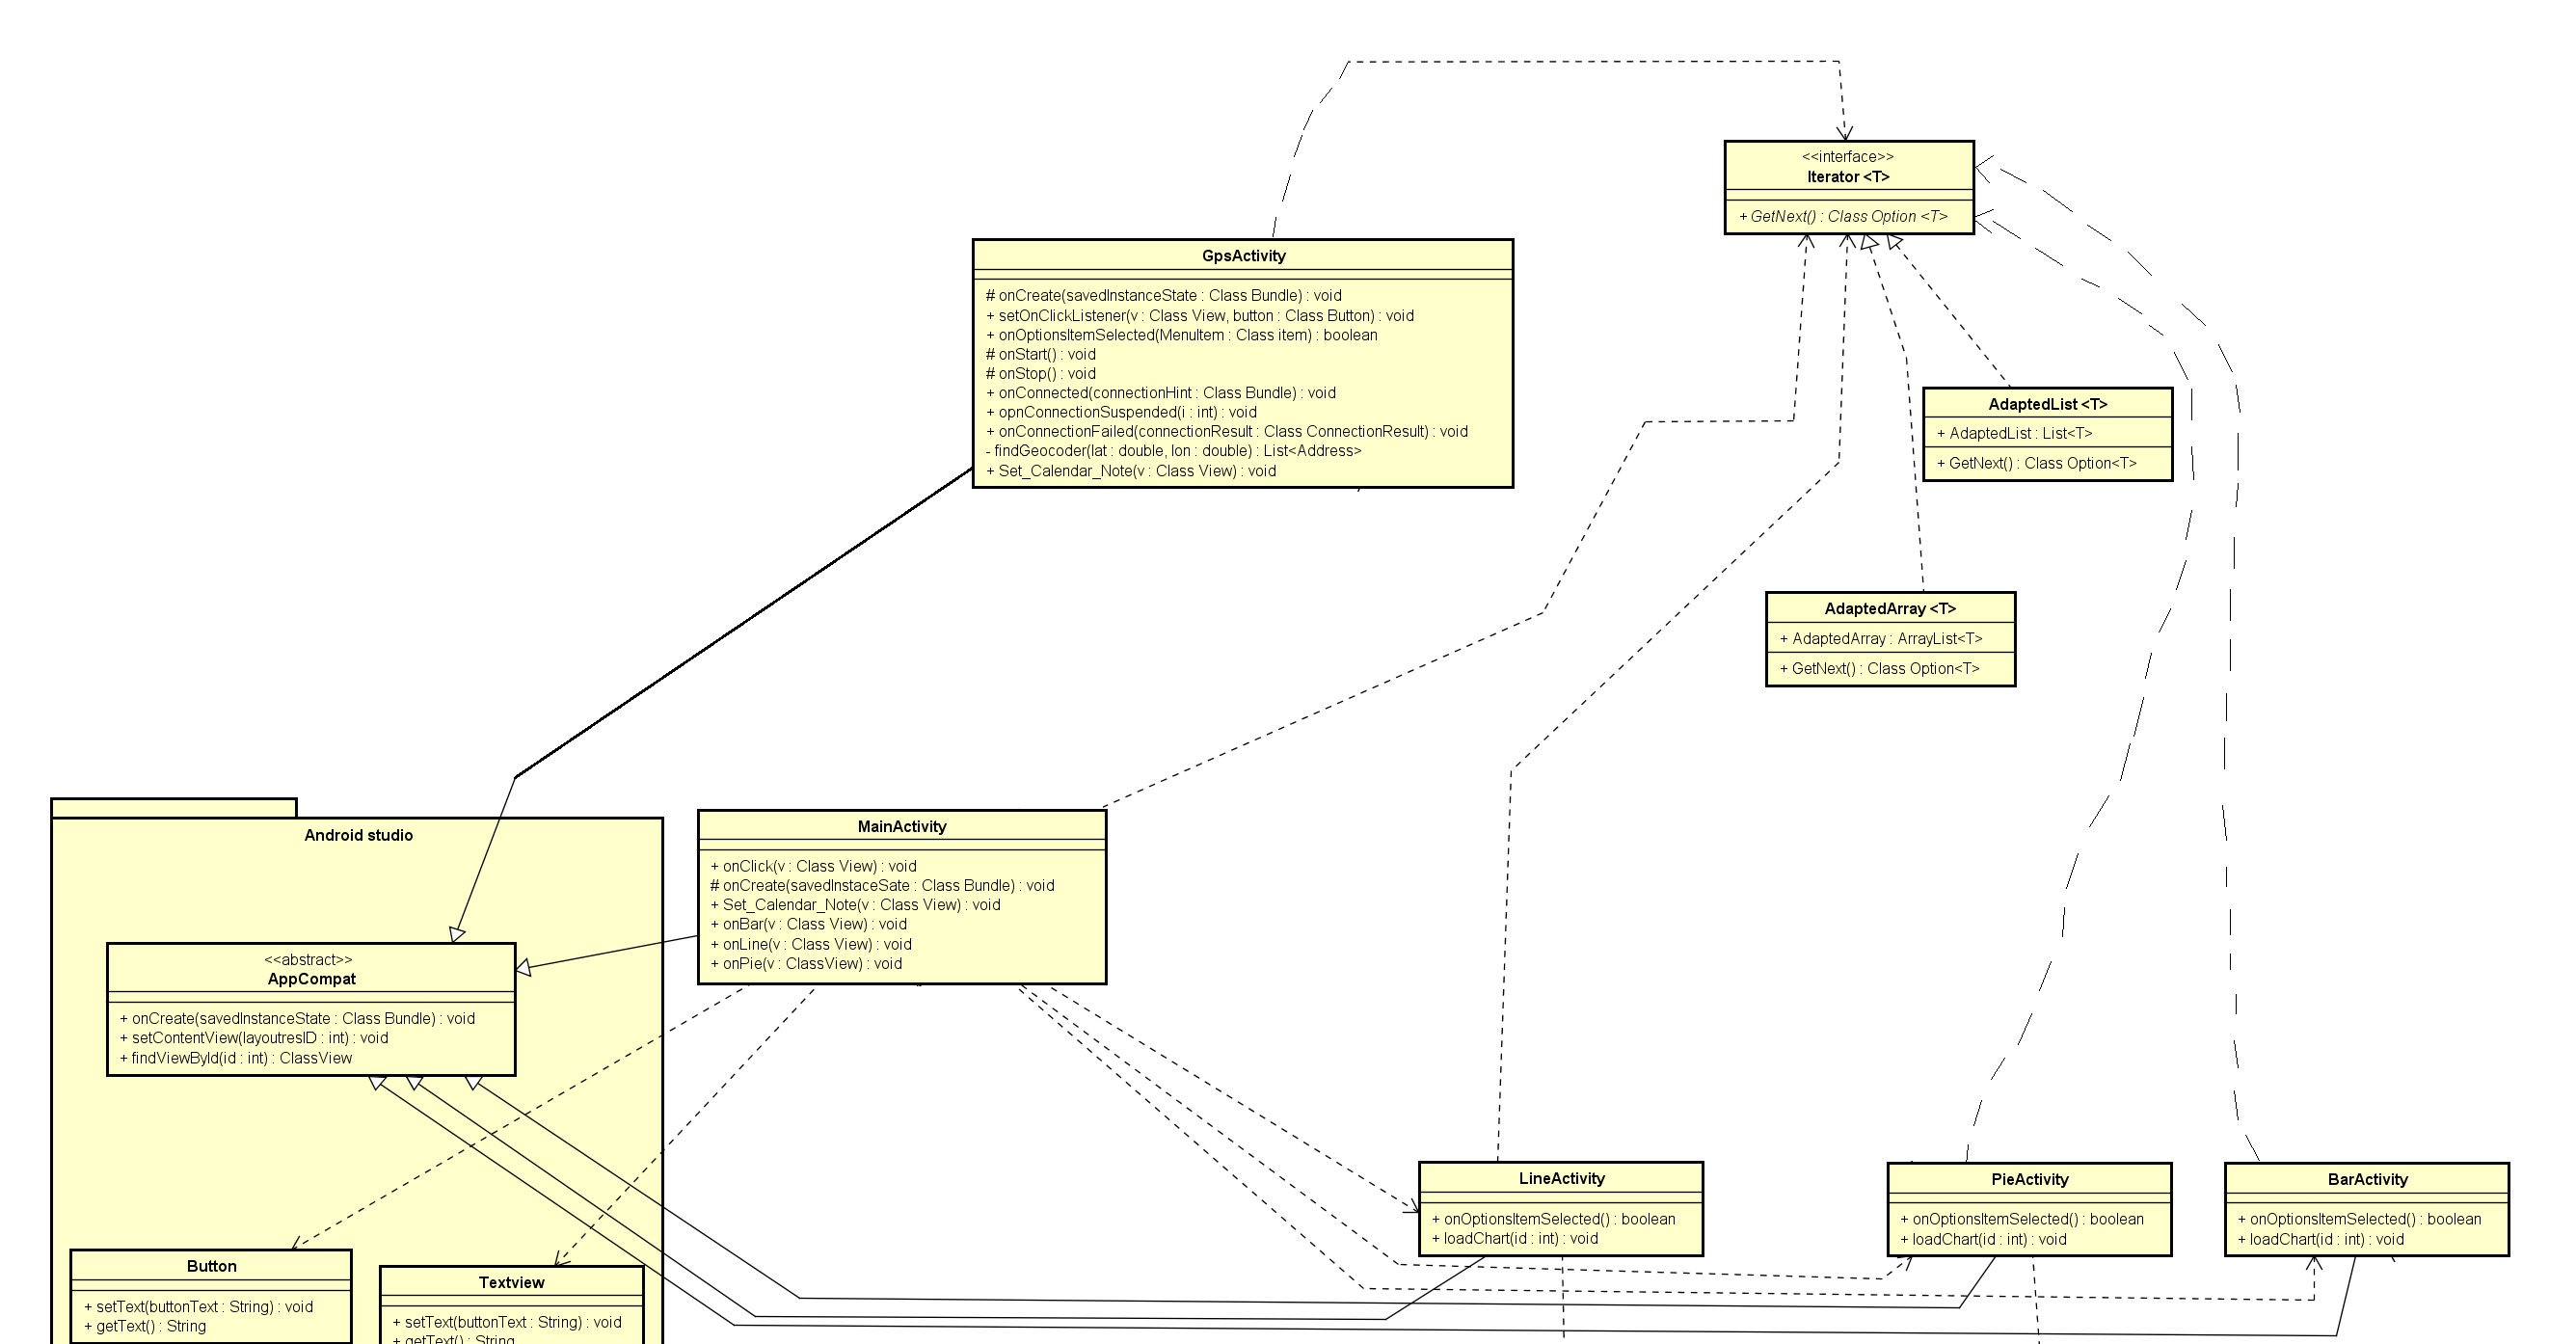 <<interface>>
Iterator <T>
+ GetNext() : Class Option <T>
GpsActivity
# onCreate(savedInstanceState : Class Bundle) : void
+ setOnClickListener(v : Class View, button : Class Button) : void
+ onOptionsItemSelected(MenuItem : Class item) : boolean
# onStart() : void
# onStop() : void
+ onConnected(connectionHint : Class Bundle) : void
+ opnConnectionSuspended(i : int) : void
+ onConnectionFailed(connectionResult : Class ConnectionResult) : void
- findGeocoder(lat : double, lon : double) : List<Address>
+ Set_Calendar_Note(v : Class View) : void
AdaptedList <T>
+ AdaptedList : List<T>
+ GetNext() : Class Option<T>
AdaptedArray <T>
+ AdaptedArray : ArrayList<T>
+ GetNext() : Class Option<T>
Android studio
MainActivity
+ onClick(v : Class View) : void
# onCreate(savedInstaceSate : Class Bundle) : void
+ Set_Calendar_Note(v : Class View) : void
+ onBar(v : Class View) : void
+ onLine(v : Class View) : void
+ onPie(v : ClassView) : void
<<abstract>>
AppCompat
+ onCreate(savedInstanceState : Class Bundle) : void
+ setContentView(layoutresID : int) : void
+ findViewById(id : int) : ClassView
LineActivity
+ onOptionsItemSelected() : boolean
+ loadChart(id : int) : void
PieActivity
+ onOptionsItemSelected() : boolean
+ loadChart(id : int) : void
BarActivity
+ onOptionsItemSelected() : boolean
+ loadChart(id : int) : void
Button
+ setText(buttonText : String) : void
+ getText() : String
Textview
+ setText(buttonText : String) : void
+ getText() : String